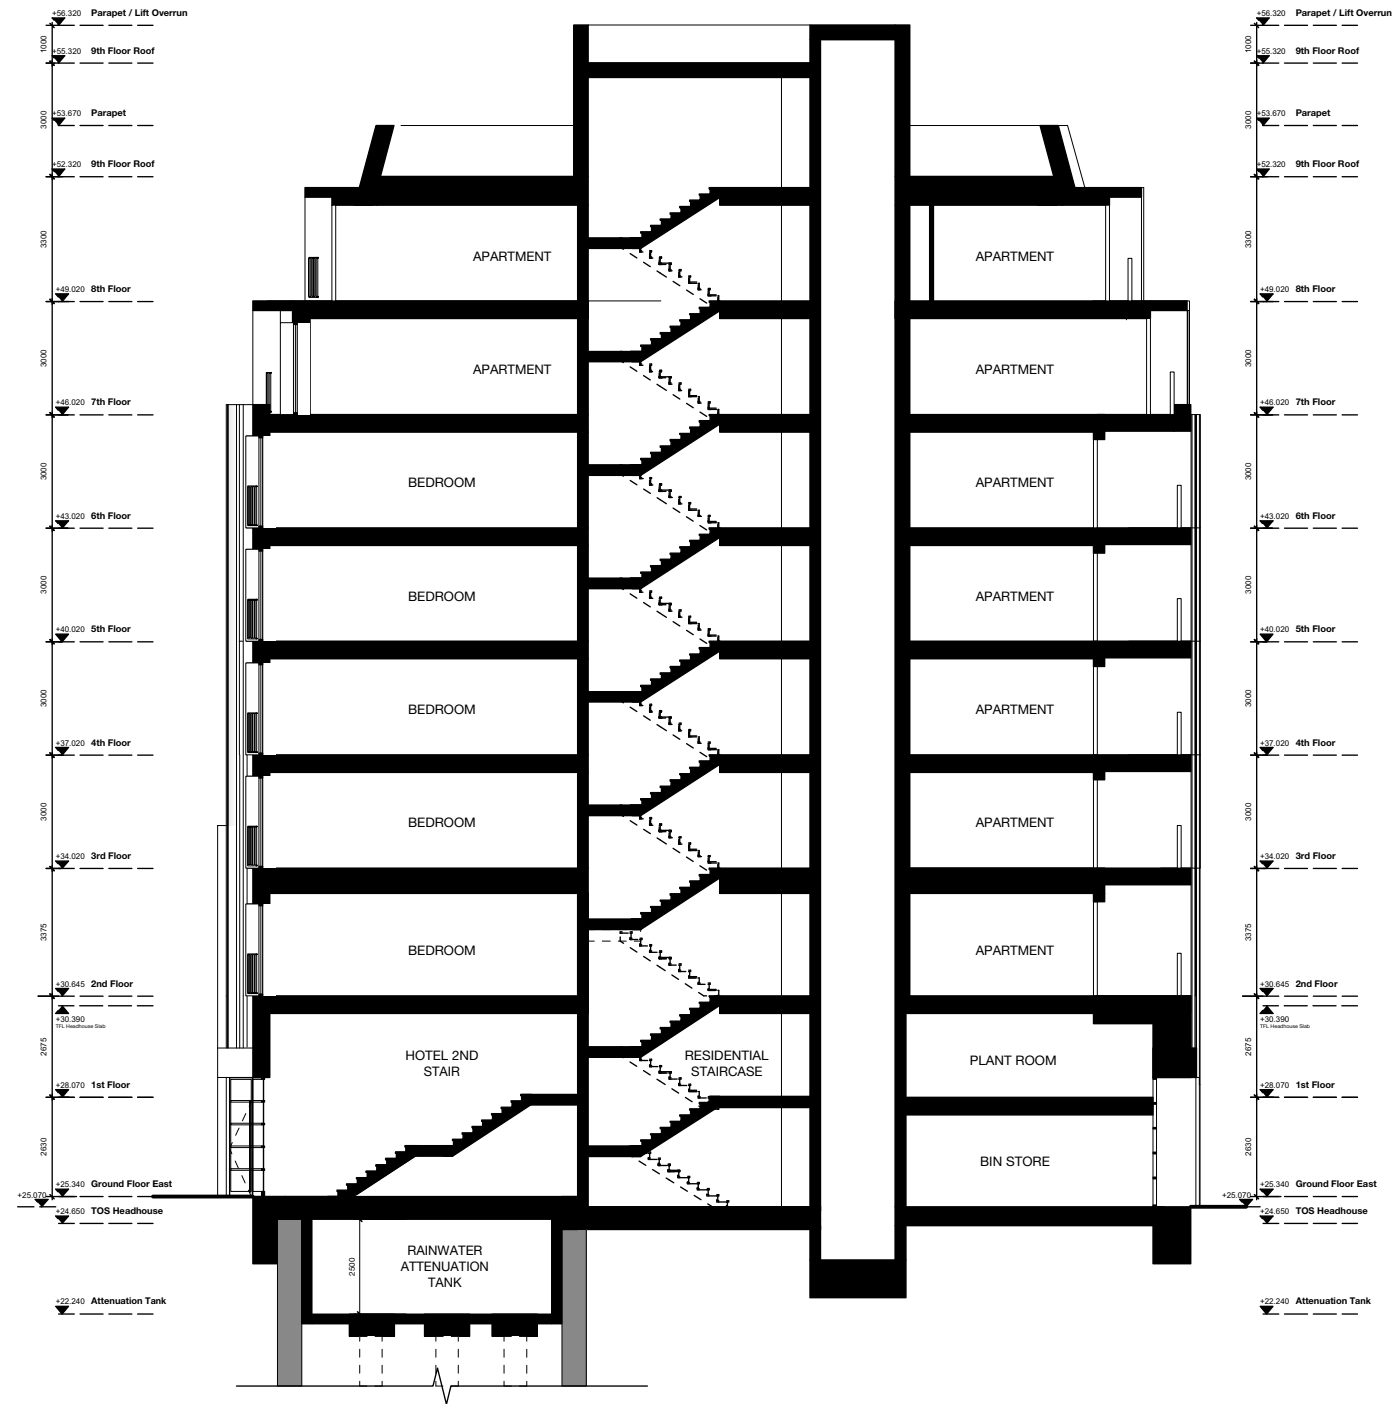 +56.320 Parapet / Lift Overrun
1000
+55.320 9th Floor Roof
3000
+53.670 Parapet
+52.320 9th Floor Roof
3300
+49.020 8th Floor
3000
+46.020 7th Floor
3000
+43.020 6th Floor
3000
+40.020 5th Floor
3000
+37.020 4th Floor
3000
+34.020 3rd Floor
3375
+30.645 2nd Floor
+30.390
TFL Headhouse Slab
2675
+28.070 1st Floor
2630
+25.340 Ground Floor East
+25.070
+24.650 TOS Headhouse
+22.240 Attenuation Tank
APARTMENT
APARTMENT
APARTMENT
APARTMENT
BEDROOM
APARTMENT
BEDROOM
APARTMENT
BEDROOM
APARTMENT
BEDROOM
APARTMENT
BEDROOM
APARTMENT
HOTEL 2ND
STAIR
RESIDENTIAL
STAIRCASE
PLANT ROOM
BIN STORE
RAINWATER
ATTENUATION
TANK
2500
+56.320 Parapet / Lift Overrun
1000
+55.320 9th Floor Roof
3000
+53.670 Parapet
+52.320 9th Floor Roof
3300
+49.020 8th Floor
3000
+46.020 7th Floor
3000
+43.020 6th Floor
3000
+40.020 5th Floor
3000
+37.020 4th Floor
3000
+34.020 3rd Floor
3375
+30.645 2nd Floor
+30.390
TFL Headhouse Slab
2675
+28.070 1st Floor
2630
+25.340 Ground Floor East
+25.070
+24.650 TOS Headhouse
+22.240 Attenuation Tank